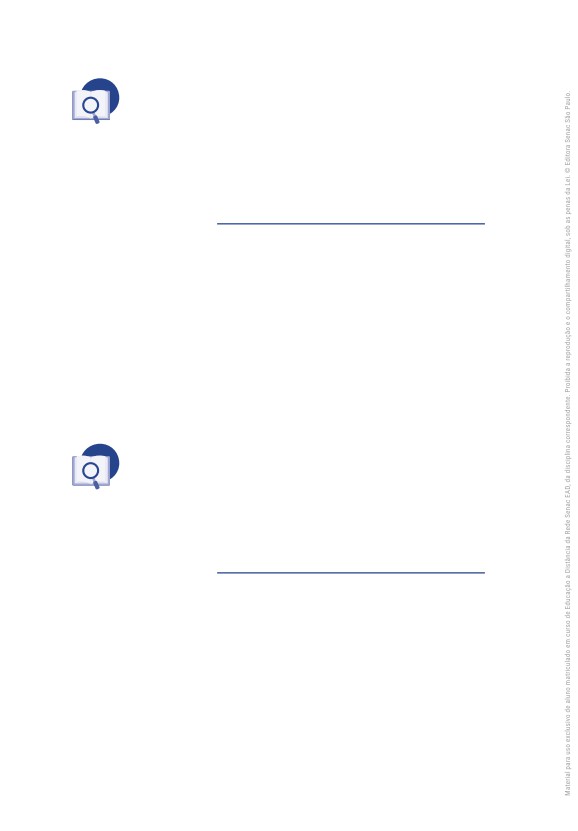 Material para uso exclusivo de aluno matriculado em curso de Educação a Distância da Rede Senac EAD, da disciplina correspondente. Proibida a reprodução e o compartilhamento digital, sob as penas da Lei. © Editora Senac São Paulo.